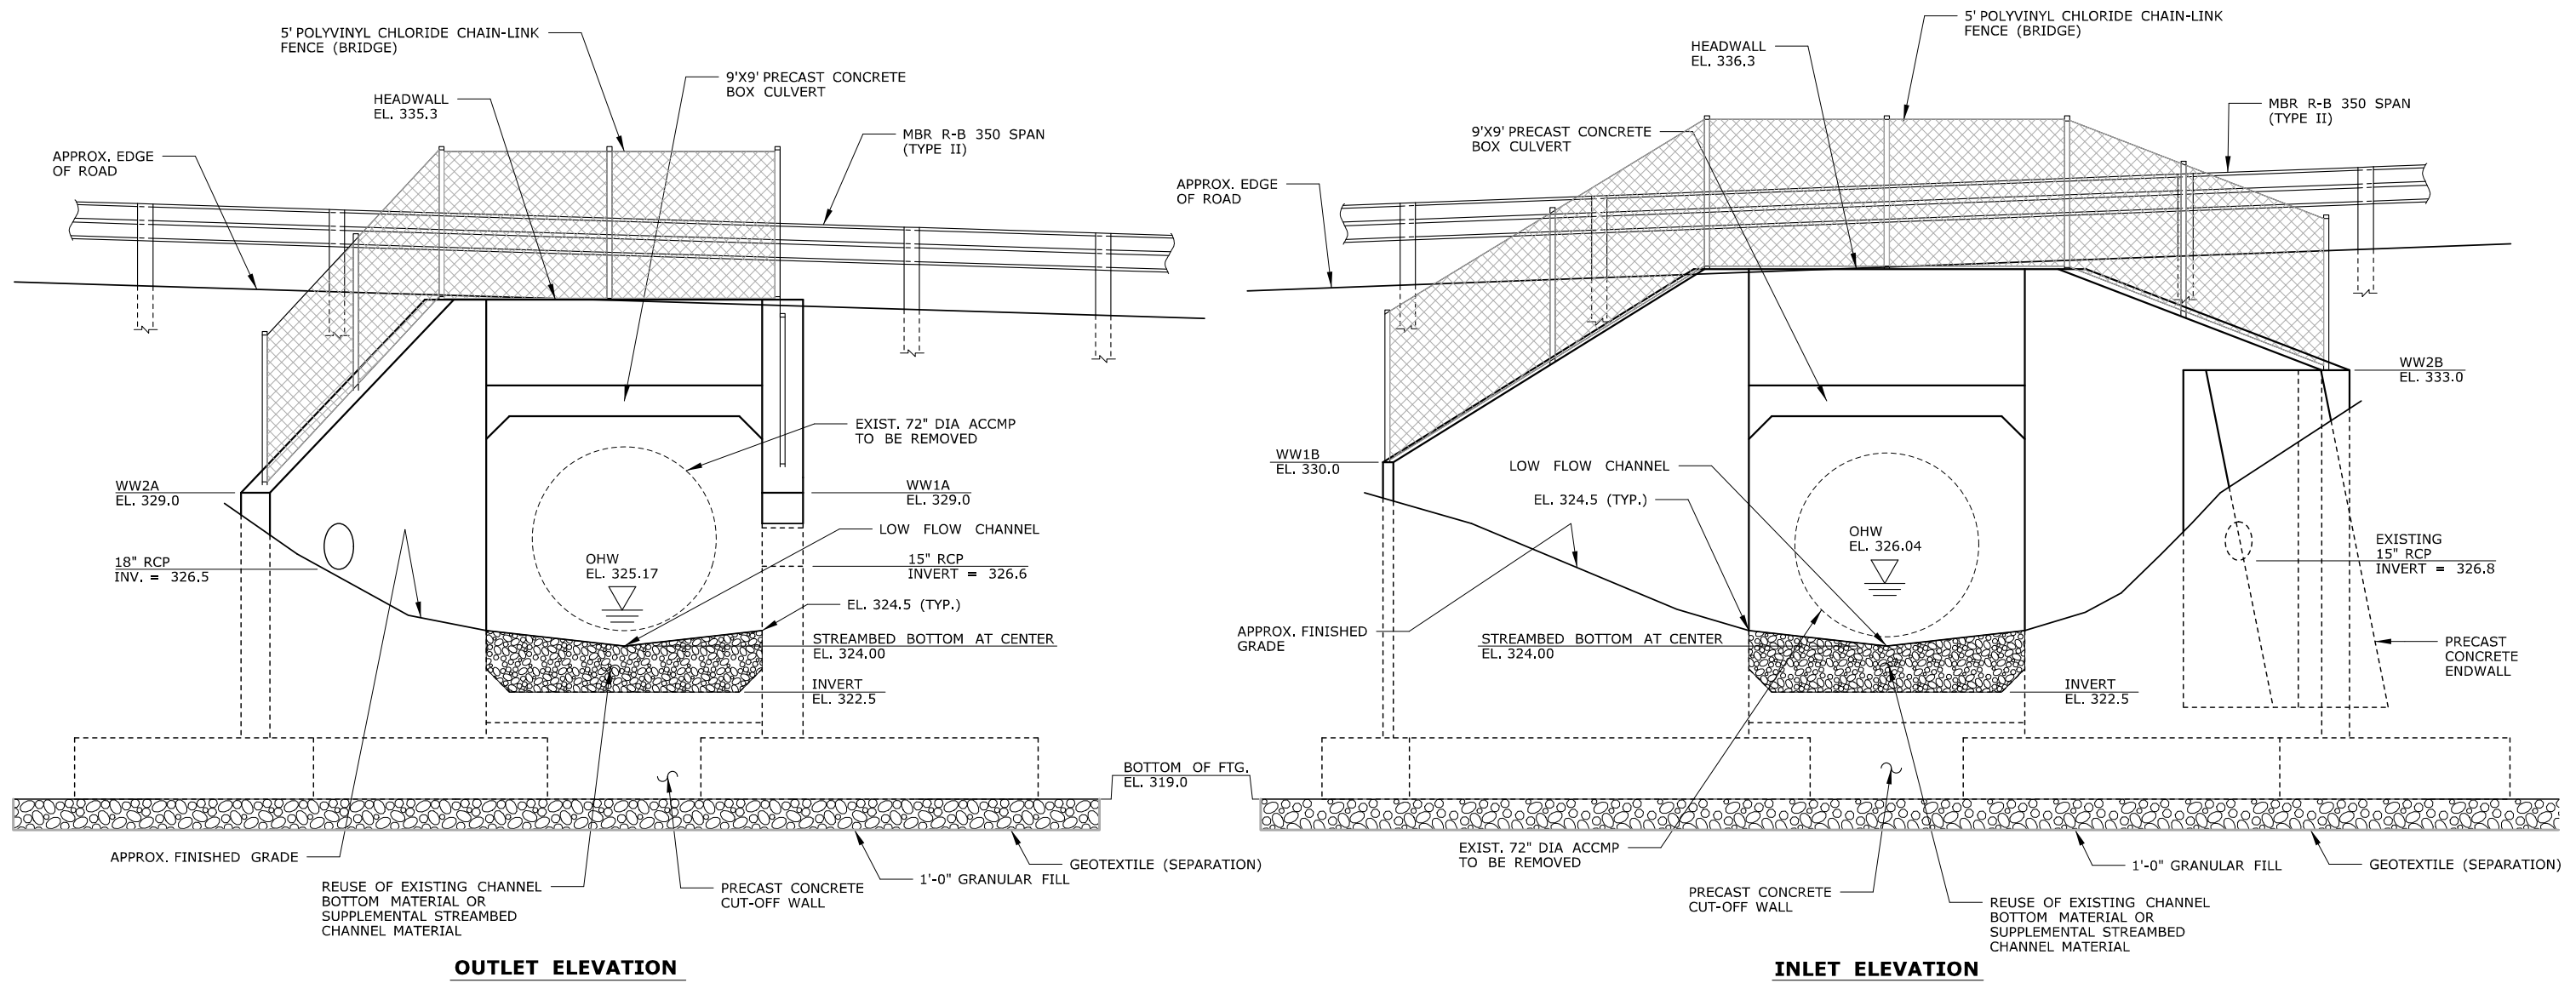 5' POLYVINYL CHLORIDE CHAIN-LINK
FENCE (BRIDGE)
9'X9' PRECAST CONCRETE
BOX CULVERT
HEADWALL
EL. 335.3
MBR R-B 350 SPAN
(TYPE II)
APPROX. EDGE
OF ROAD
EXIST. 72" DIA ACCMP
TO BE REMOVED
WW2A
EL. 329.0
WW1A
EL. 329.0
LOW FLOW CHANNEL
OHW
EL. 325.17
18" RCP
INV. = 326.5
15" RCP
INVERT = 326.6
EL. 324.5 (TYP.)
STREAMBED BOTTOM AT CENTER
EL. 324.00
INVERT
EL. 322.5
BOTTOM OF FTG.
EL. 319.0
APPROX. FINISHED GRADE
GEOTEXTILE (SEPARATION)
1'-0" GRANULAR FILL
REUSE OF EXISTING CHANNEL
BOTTOM MATERIAL OR
SUPPLEMENTAL STREAMBED
CHANNEL MATERIAL
PRECAST CONCRETE
CUT-OFF WALL
OUTLET ELEVATION
5' POLYVINYL CHLORIDE CHAIN-LINK
FENCE (BRIDGE)
HEADWALL
EL. 336.3
MBR R-B 350 SPAN
(TYPE II)
9'X9' PRECAST CONCRETE
BOX CULVERT
APPROX. EDGE
OF ROAD
WW2B
EL. 333.0
WW1B
EL. 330.0
LOW FLOW CHANNEL
EL. 324.5 (TYP.)
OHW
EL. 326.04
EXISTING
15" RCP
INVERT = 326.8
APPROX. FINISHED
GRADE
STREAMBED BOTTOM AT CENTER
EL. 324.00
PRECAST
CONCRETE
ENDWALL
INVERT
EL. 322.5
EXIST. 72" DIA ACCMP
TO BE REMOVED
1'-0" GRANULAR FILL
GEOTEXTILE (SEPARATION)
PRECAST CONCRETE
CUT-OFF WALL
REUSE OF EXISTING CHANNEL
BOTTOM MATERIAL OR
SUPPLEMENTAL STREAMBED
CHANNEL MATERIAL
INLET ELEVATION